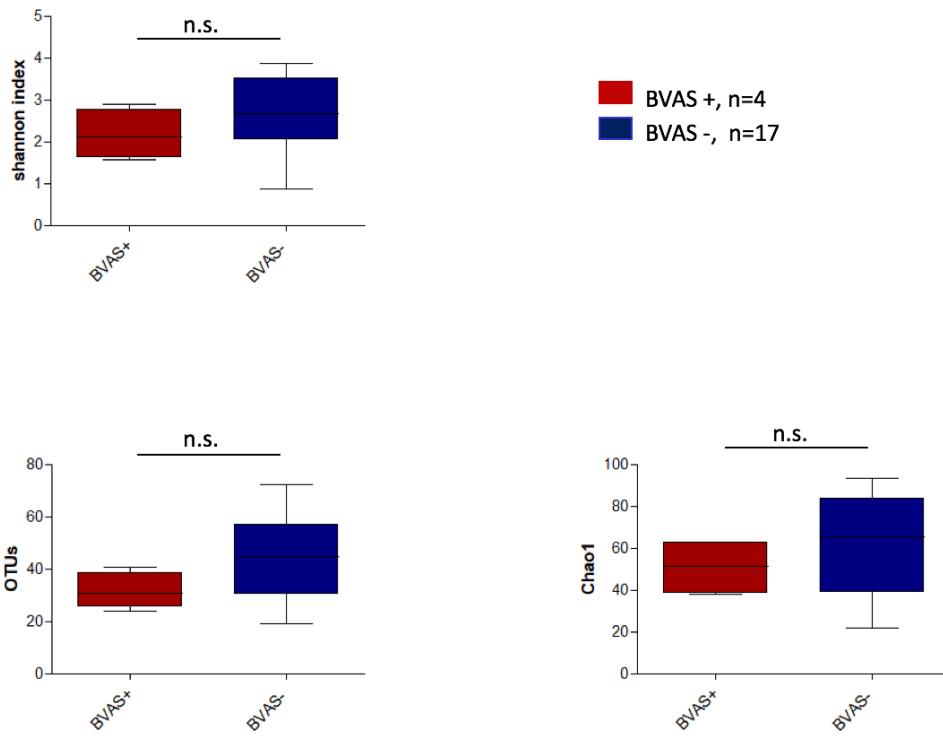 n.s.
5
4
3
2
1
0
shannon index
BVAS+
BVAS-
BVAS +, n=4
BVAS -, n=17
n.s.
80
60
40
20
0
OTUs
BVAS+
BVAS-
n.s.
100
80
60
40
20
0
Chao1
BVAS+
BVAS-